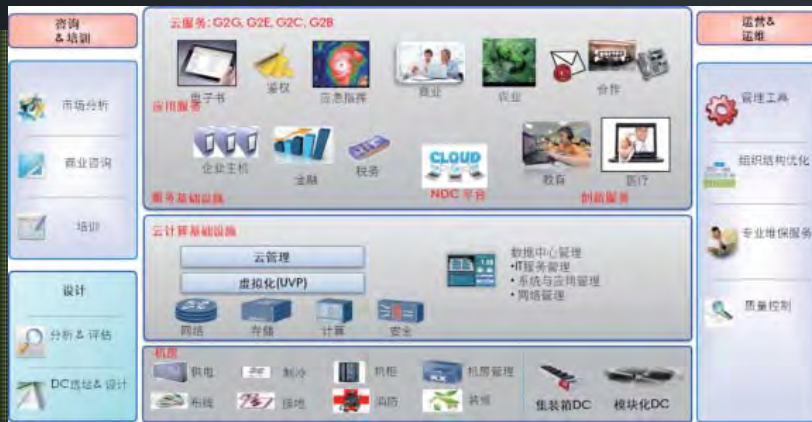 咨询
& 培训
市场分析
商业咨询
培训
设计
分析 & 评估
DC选址 & 设计
云服务: G2G, G2E, G2C, G2B
电子书
鉴权
应急指挥
商业
农业
合作
应用服务
企业主机
金融
税务
CLOUD
教育
医疗
服务基础设施
NDC 平台
创新服务
云计算基础设施
云管理
虚拟化(UVP)
网络
存储
计算
安全
数据中心管理
•IT服务管理
•系统与应用管理
•网络管理
机房
供电
制冷
机柜
机房管理
布线
接地
消防
装修
集装箱DC
模块化DC
运营&
运维
管理工具
组织结构优化
专业维保服务
质量控制